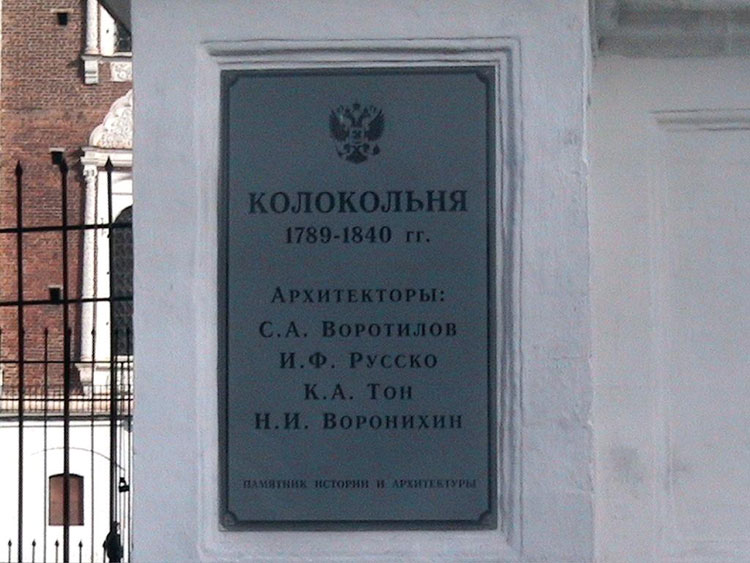 КОЛОКОЛЬНЯ
1789-1840 гг.
АРХИТЕКТОРЫ:
С.А. ВОРОТИЛОВ
И.Ф. РУССКО
К.А. ТОН
Н.И. ВОРОНИХИН
ПАМЯТНИК ИСТОРИИ И АРХИТЕКТУРЫ